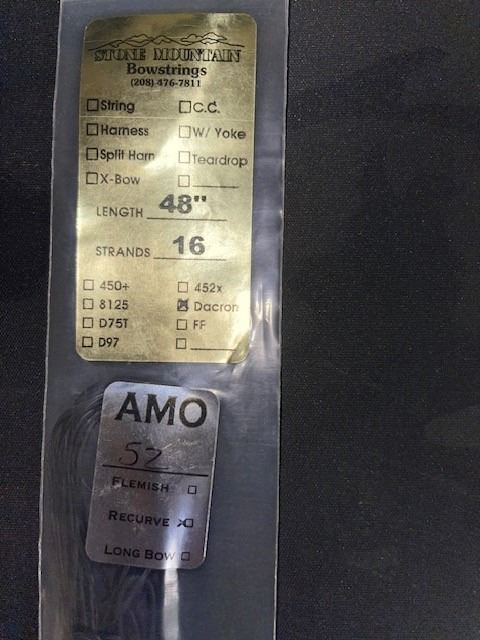 STONE MOUNTAIN
Bowstrings
(208) 476-7811
String C.C.
Harness W/ Yoke
Split Harn Teardrop
X-Bow
LENGTH 48"
STRANDS 16
450+ 452x
8125 Dacron
D75T FF
D97
AMO
52
FLEMISH
RECURVE X
LONG BOW